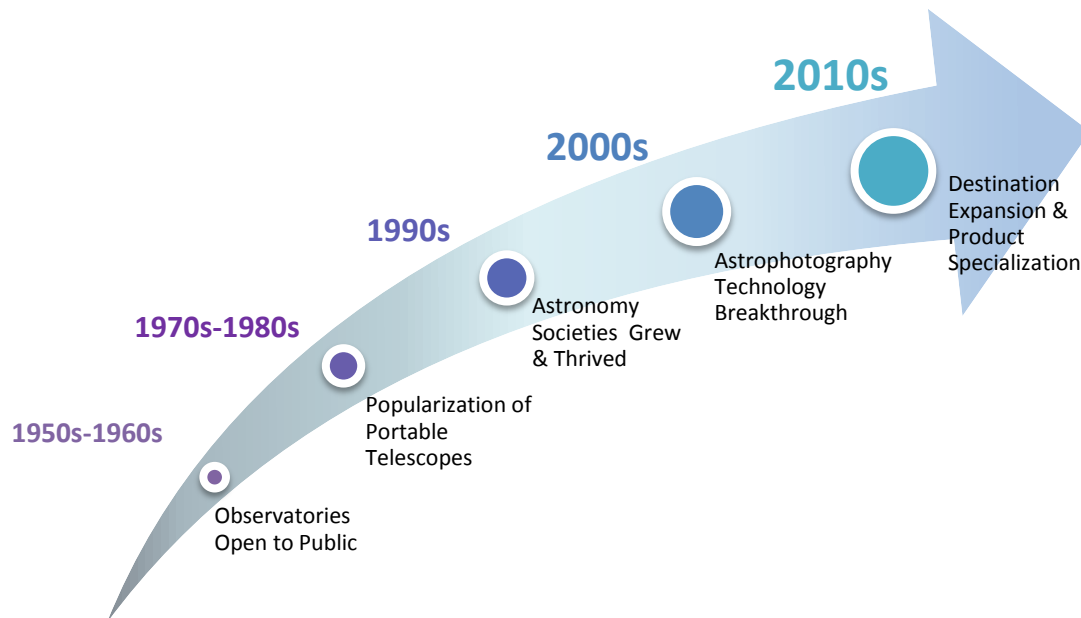 1950s-1960s
Observatories
Open to Public
1970s-1980s
Popularization of
Portable
Telescopes
1990s
Astronomy
Societies Grew
& Thrived
2000s
Astrophotography
Technology
Breakthrough
2010s
Destination
Expansion &
Product
Specialization